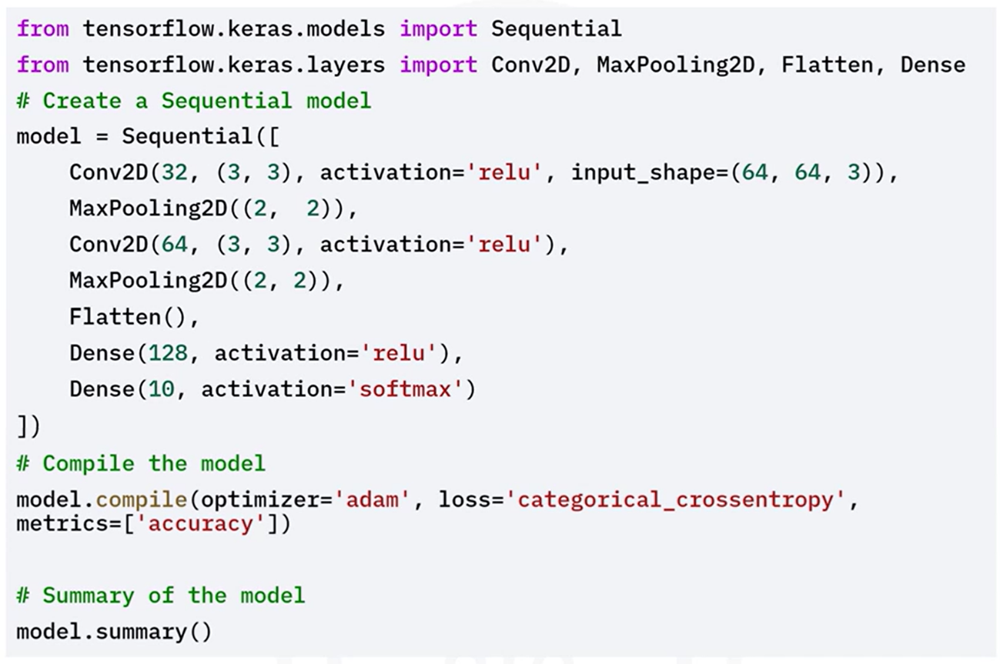 from tensorflow.keras.models import Sequential
from tensorflow.keras.layers import Conv2D, MaxPooling2D, Flatten, Dense
# Create a Sequential model
model = Sequential([
    Conv2D(32, (3, 3), activation='relu', input_shape=(64, 64, 3)),
    MaxPooling2D((2,  2)),
    Conv2D(64, (3, 3), activation='relu'),
    MaxPooling2D((2, 2)),
    Flatten(),
    Dense(128, activation='relu'),
    Dense(10, activation='softmax')
])
# Compile the model
model.compile(optimizer='adam', loss='categorical_crossentropy',
metrics=['accuracy'])
# Summary of the model
model.summary()